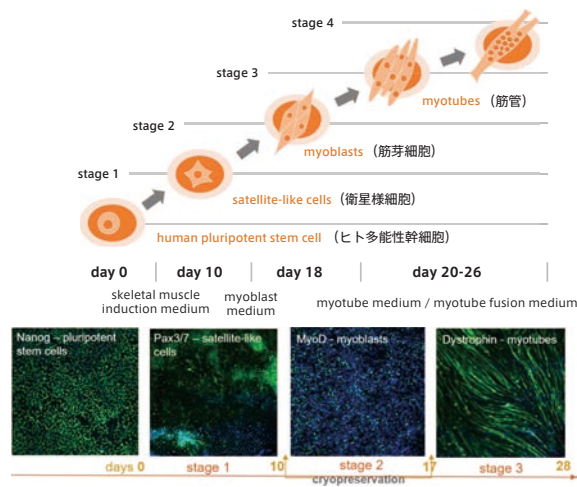 stage 4
stage 3
myotubes (筋管)
stage 2
myoblasts (筋芽細胞)
stage 1
satellite-like cells (衛星様細胞)
human pluripotent stem cell (ヒト多能性幹細胞)
day 0 | day 10 | day 18 | day 20-26 |
skeletal muscle induction medium
myoblast medium
myotube medium / myotube fusion medium
Nanog – pluripotent
stem cells
Pax3/7 – satellite-like
cells
MyoD - myoblasts
Dystrophin - myotubes
days 0 stage 1 10 stage 2 17 stage 3 28
cryopreservation